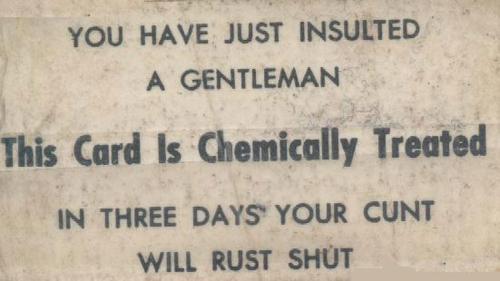 YOU HAVE JUST INSULTED
A GENTLEMAN
This Card Is Chemically Treated
IN THREE DAYS YOUR CUNT
WILL RUST SHUT